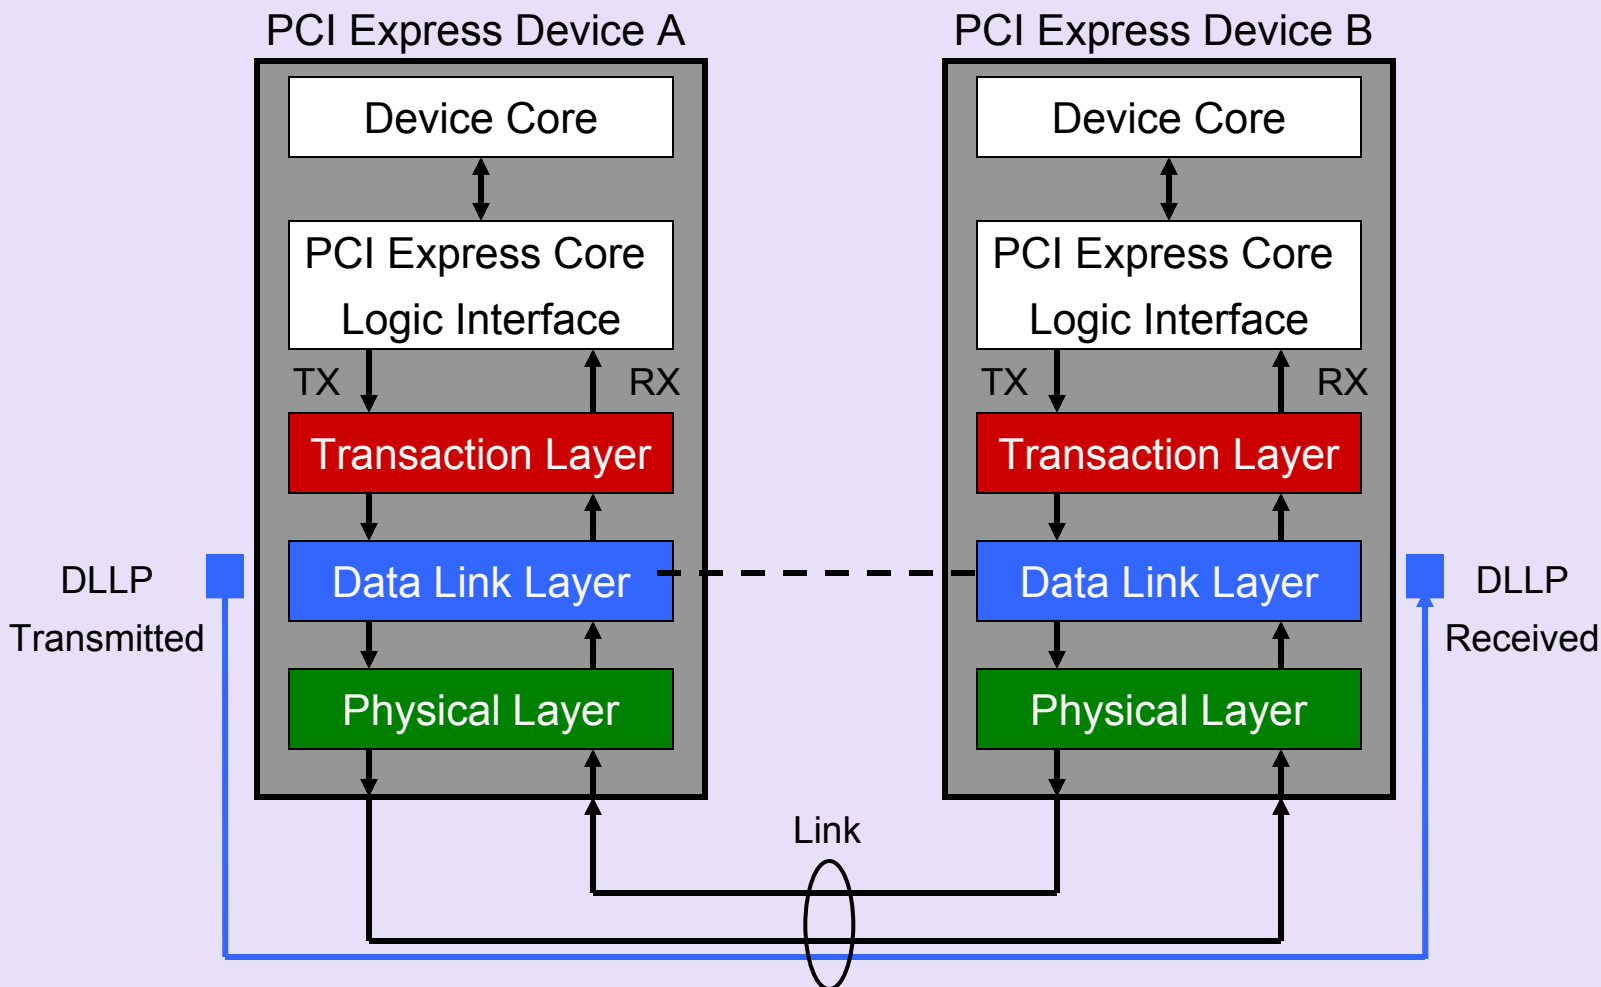 PCI Express Device A
Device Core
PCI Express Core
Logic Interface
TX
RX
Transaction Layer
Data Link Layer
Physical Layer
DLLP
Transmitted
PCI Express Device B
Device Core
PCI Express Core
Logic Interface
TX
RX
Transaction Layer
Data Link Layer
Physical Layer
DLLP
Received
Link